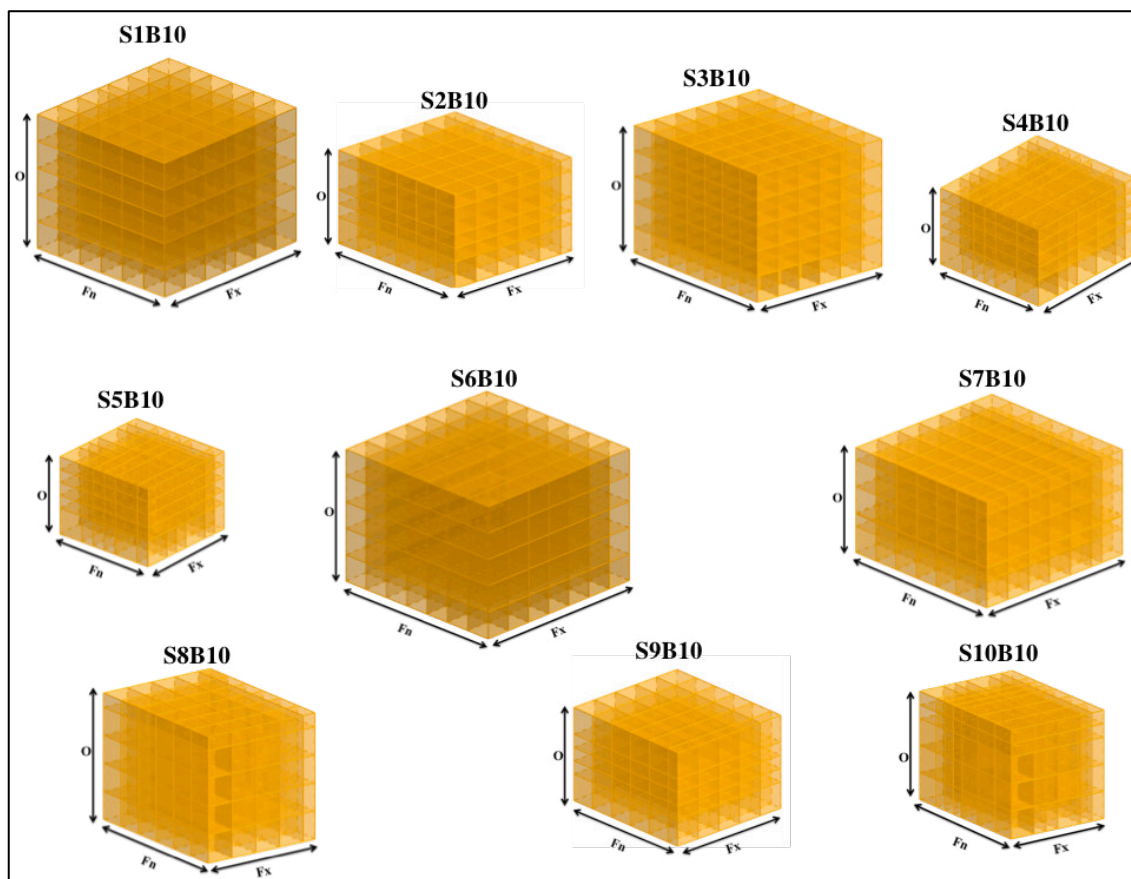 S1B10
O
Fn
Fx
S2B10
O
Fn
Fx
S3B10
O
Fn
Fx
S4B10
O
Fn
Fx
S5B10
O
Fn
Fx
S6B10
O
Fn
Fx
S7B10
O
Fn
Fx
S8B10
O
Fn
Fx
S9B10
O
Fn
Fx
S10B10
O
Fn
Fx